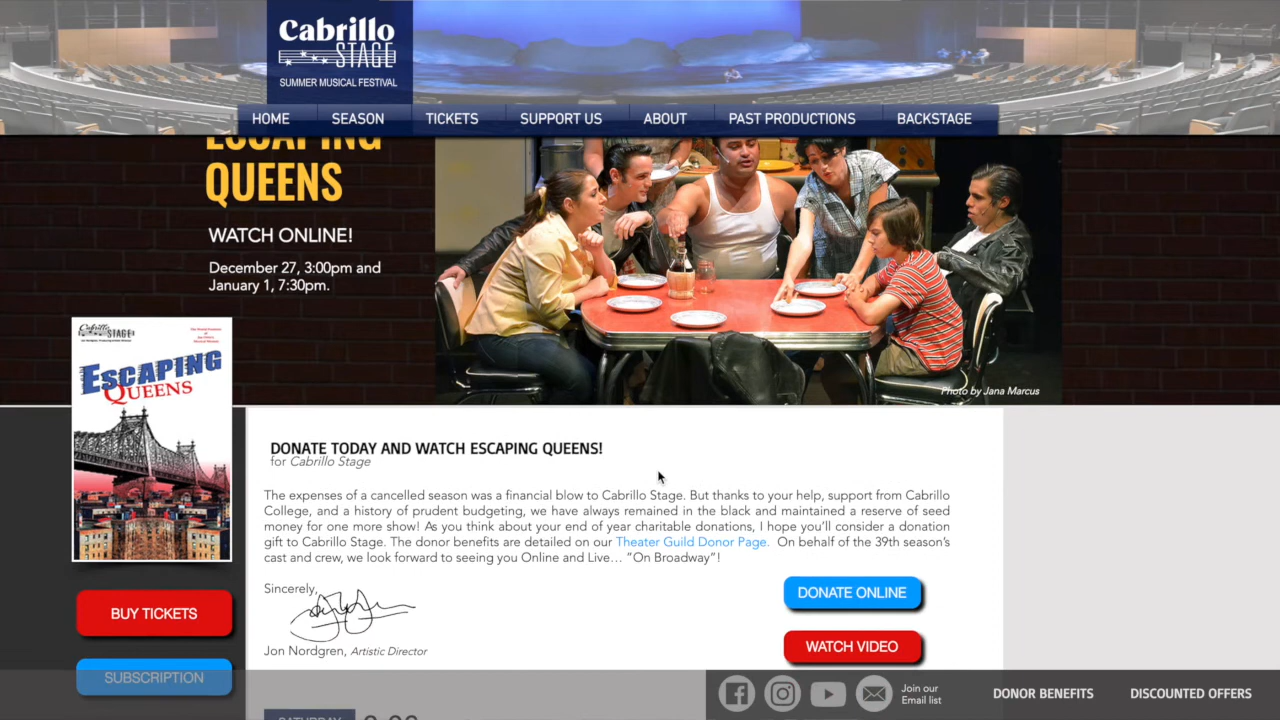 Cabrillo
STAGE
SUMMER MUSICAL FESTIVAL
HOME
SEASON
TICKETS
SUPPORT US
ABOUT
PAST PRODUCTIONS
BACKSTAGE
ESCAPING
QUEENS
WATCH ONLINE!
December 27, 3:00pm and
January 1, 7:30pm.
Photo by Jana Marcus
Cabrillo
STAGE
ESCAPING
QUEENS
BUY TICKETS
SUBSCRIPTION
DONATE TODAY AND WATCH ESCAPING QUEENS!
for Cabrillo Stage
The expenses of a cancelled season was a financial blow to Cabrillo Stage. But thanks to your help, support from Cabrillo
College, and a history of prudent budgeting, we have always remained in the black and maintained a reserve of seed
money for one more show! As you think about your end of year charitable donations, I hope you'll consider a donation
gift to Cabrillo Stage. The donor benefits are detailed on our Theater Guild Donor Page. On behalf of the 39th season's
cast and crew, we look forward to seeing you Online and Live… "On Broadway"!
Sincerely,
Jon Nordgren, Artistic Director
DONATE ONLINE
WATCH VIDEO
SATURDAY
Join our
Email list
DONOR BENEFITS
DISCOUNTED OFFERS